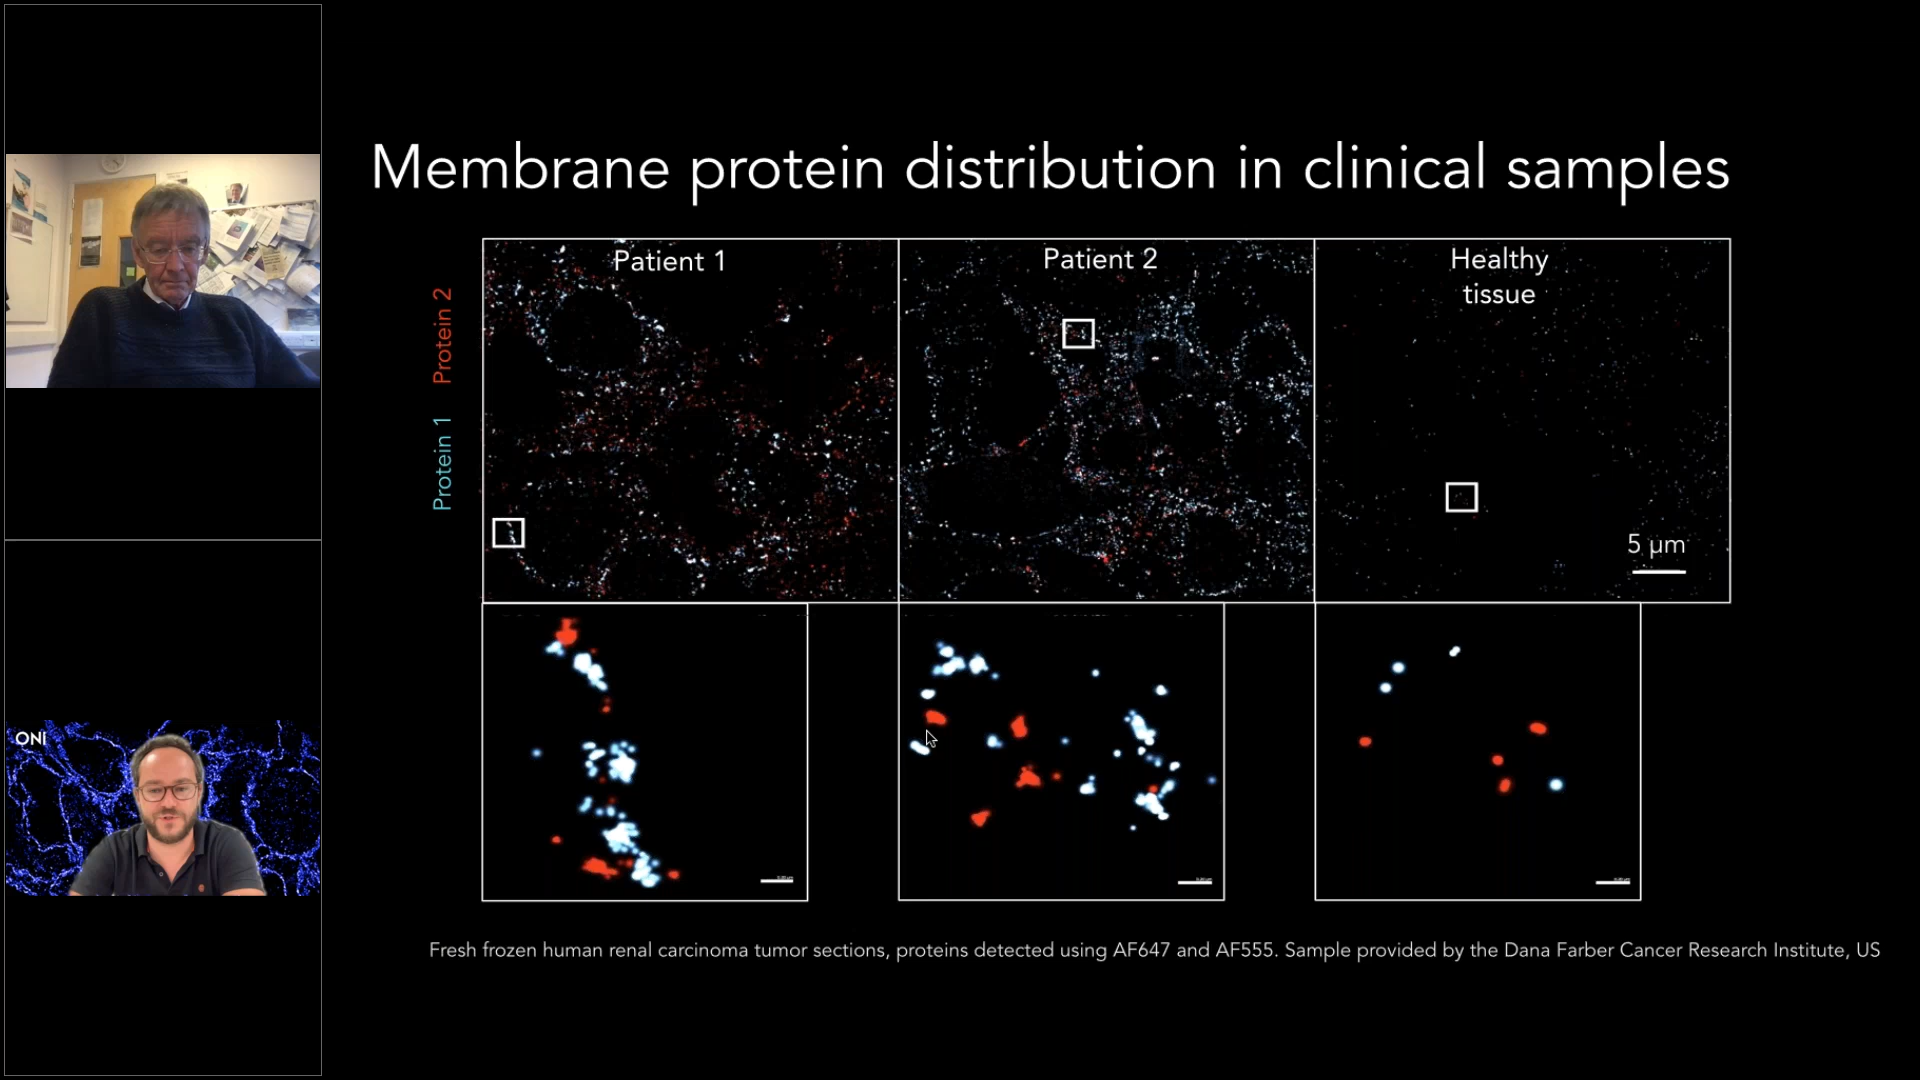 Membrane protein distribution in clinical samples
Patient 1
Patient 2
Healthy
tissue
Protein 2
Protein 1
5 µm
ONI
Fresh frozen human renal carcinoma tumor sections, proteins detected using AF647 and AF555. Sample provided by the Dana Farber Cancer Research Institute, US